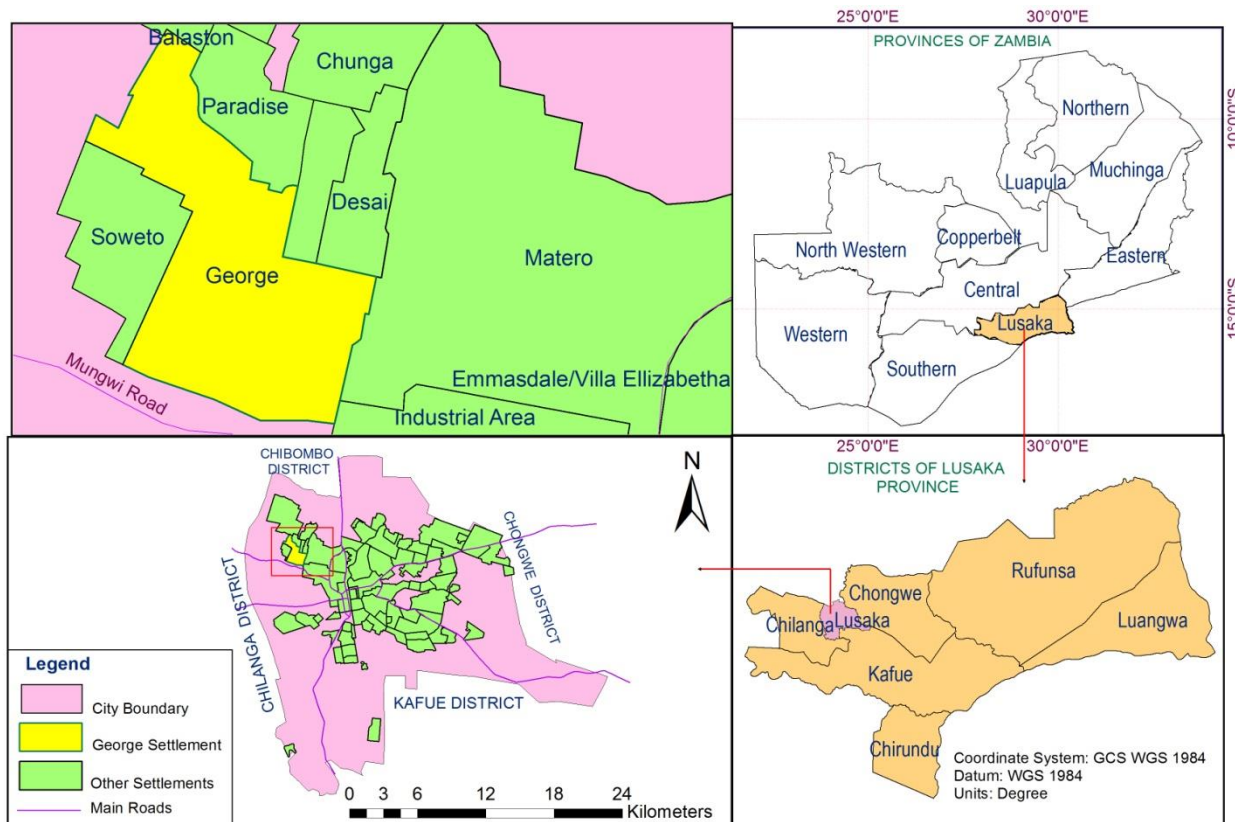 Balaston
Chunga
Paradise
Desai
Soweto
George
Matero
Mungwi Road
Emmasdale/Villa Ellizabetha
Industrial Area
25°0'0"E
30°0'0"E
PROVINCES OF ZAMBIA
Northern
10°0'0"S
Muchinga
Luapula
Copperbelt
North Western
Eastern
Central
Lusaka
15°0'0"S
Western
Southern
CHIBOMBO
DISTRICT
N
CHONGWE DISTRICT
CHILANGA DISTRICT
KAFUE DISTRICT
Legend
City Boundary
George Settlement
Other Settlements
Main Roads
0 3 6 12 18 24
Kilometers
25°0'0"E
30°0'0"E
DISTRICTS OF LUSAKA
PROVINCE
Rufunsa
Chongwe
Lusaka
Chilanga
Luangwa
Kafue
Chirundu
Coordinate System: GCS WGS 1984
Datum: WGS 1984
Units: Degree